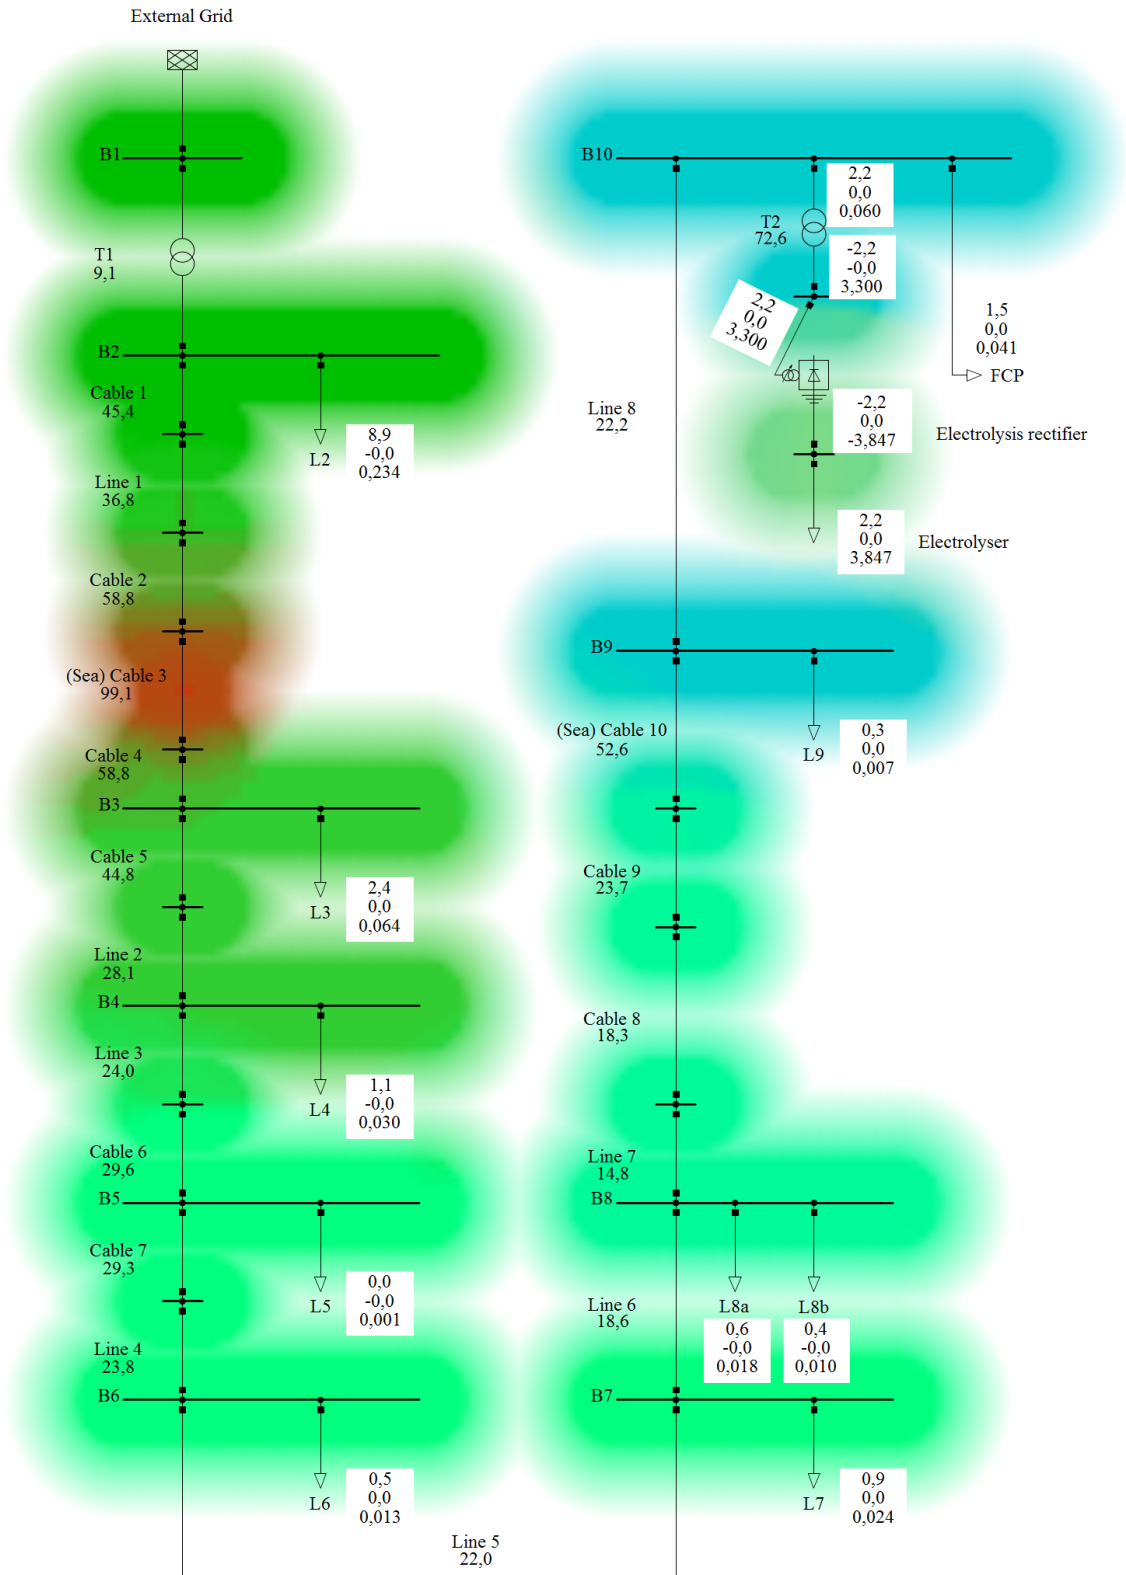 External Grid
B1
T1
9,1
B2
Cable 1
45,4
L2
8,9
-0,0
0,234
Line 1
36,8
Cable 2
58,8
(Sea) Cable 3
99,1
Cable 4
58,8
B3
Cable 5
44,8
L3
2,4
0,0
0,064
Line 2
28,1
B4
Line 3
24,0
L4
1,1
-0,0
0,030
Cable 6
29,6
B5
Cable 7
29,3
L5
0,0
-0,0
0,001
Line 4
23,8
B6
L6
0,5
0,0
0,013
Line 5
22,0
B10
2,2
0,0
0,060
T2
72,6
-2,2
-0,0
3,300
2,2
0,0
3,300
1,5
0,0
0,041
FCP
Line 8
22,2
-2,2
0,0
-3,847
Electrolysis rectifier
2,2
0,0
3,847
Electrolyser
B9
(Sea) Cable 10
52,6
L9
0,3
0,0
0,007
Cable 9
23,7
Cable 8
18,3
Line 7
14,8
B8
Line 6
18,6
L8a
0,6
-0,0
0,018
L8b
0,4
-0,0
0,010
B7
L7
0,9
0,0
0,024